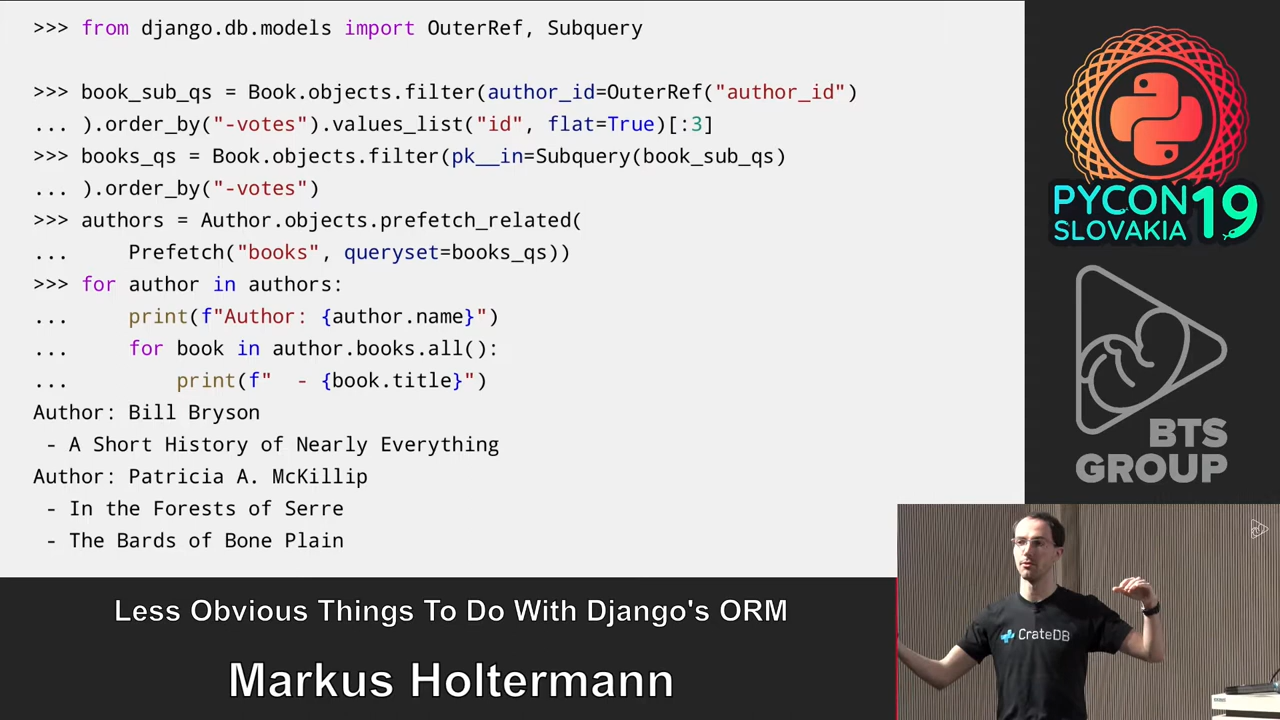 >>> from django.db.models import OuterRef, Subquery
>>> book_sub_qs = Book.objects.filter(author_id=OuterRef("author_id")
... ).order_by("-votes").values_list("id", flat=True)[:3]
>>> books_qs = Book.objects.filter(pk__in=Subquery(book_sub_qs)
... ).order_by("-votes")
>>> authors = Author.objects.prefetch_related(
...     Prefetch("books", queryset=books_qs))
>>> for author in authors:
...     print(f"Author: {author.name}")
...     for book in author.books.all():
...         print(f"  - {book.title}")
Author: Bill Bryson
 - A Short History of Nearly Everything
Author: Patricia A. McKillip
 - In the Forests of Serre
 - The Bards of Bone Plain
PYCON
SLOVAKIA 19
BTS
GROUP
CrateDB
Less Obvious Things To Do With Django's ORM
Markus Holtermann